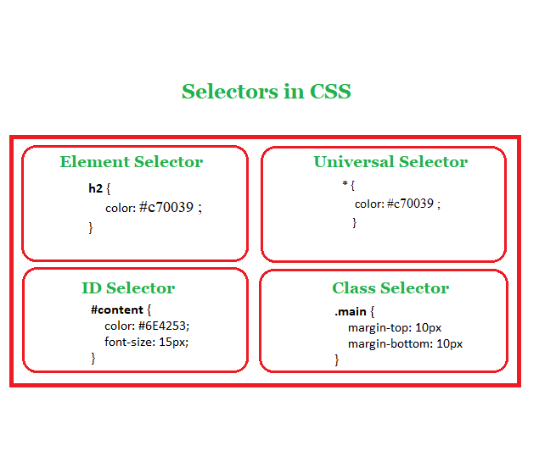 Selectors in CSS
Element Selector
h2 {
color: #c70039 ;
}
Universal Selector
* {
color: #c70039 ;
}
ID Selector
#content {
color: #6E4253;
font-size: 15px;
}
Class Selector
.main {
margin-top: 10px
margin-bottom: 10px
}